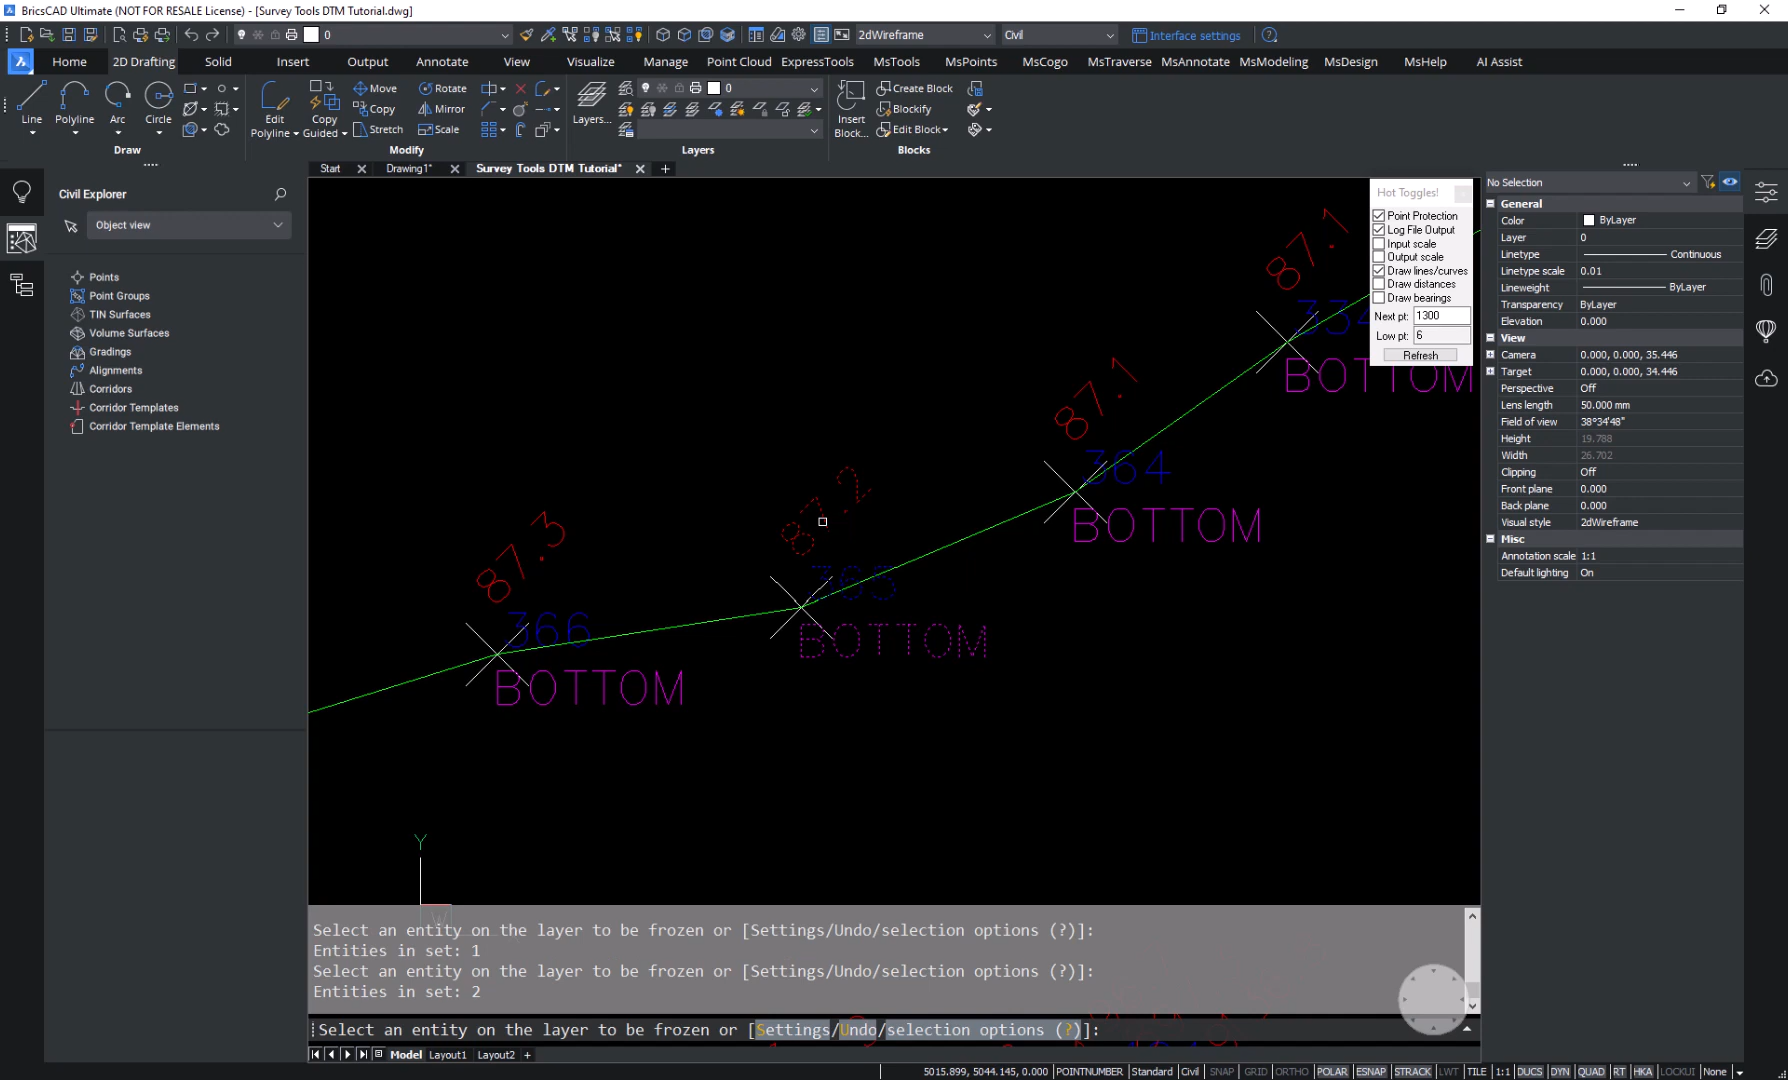 BricsCAD Ultimate (NOT FOR RESALE License) - [Survey Tools DTM Tutorial.dwg]
0
2dWireframe
Civil
Interface settings
Home 2D Drafting Solid Insert Output Annotate View Visualize Manage Point Cloud ExpressTools MsTools MsPoints MsCogo MsTraverse MsAnnotate MsModeling MsDesign MsHelp AI Assist
Line Polyline Arc Circle
Draw
Edit Polyline
Copy Guided
Move Rotate
Copy Mirror
Stretch Scale
Modify
Layers...
0
Layers
Insert Block...
Create Block
Blockify
Edit Block
Blocks
Start Drawing1* Survey Tools DTM Tutorial*
Civil Explorer
Object view
Points
Point Groups
TIN Surfaces
Volume Surfaces
Gradings
Alignments
Corridors
Corridor Templates
Corridor Template Elements
87.1
334
BOTTOM
87.1
364
BOTTOM
87.2
365
BOTTOM
87.3
366
BOTTOM
Y
W
Hot Toggles!
Point Protection
Log File Output
Input scale
Output scale
Draw lines/curves
Draw distances
Draw bearings
Next pt: 1300
Low pt: 6
Refresh
No Selection
General
Color ByLayer
Layer 0
Linetype Continuous
Linetype scale 0.01
Lineweight ByLayer
Transparency ByLayer
Elevation 0.000
View
Camera 0.000, 0.000, 35.446
Target 0.000, 0.000, 34.446
Perspective Off
Lens length 50.000 mm
Field of view 38°34'48"
Height 19.788
Width 26.702
Clipping Off
Front plane 0.000
Back plane 0.000
Visual style 2dWireframe
Misc
Annotation scale 1:1
Default lighting On
Select an entity on the layer to be frozen or [Settings/Undo/selection options (?)]:
Entities in set: 1
Select an entity on the layer to be frozen or [Settings/Undo/selection options (?)]:
Entities in set: 2
Select an entity on the layer to be frozen or [Settings/Undo/selection options (?)]:
Model Layout1 Layout2 +
5015.899, 5044.145, 0.000 POINTNUMBER Standard Civil SNAP GRID ORTHO POLAR ESNAP STRACK LWT TILE 1:1 DUCS DYN QUAD RT HKA LOCKUI None